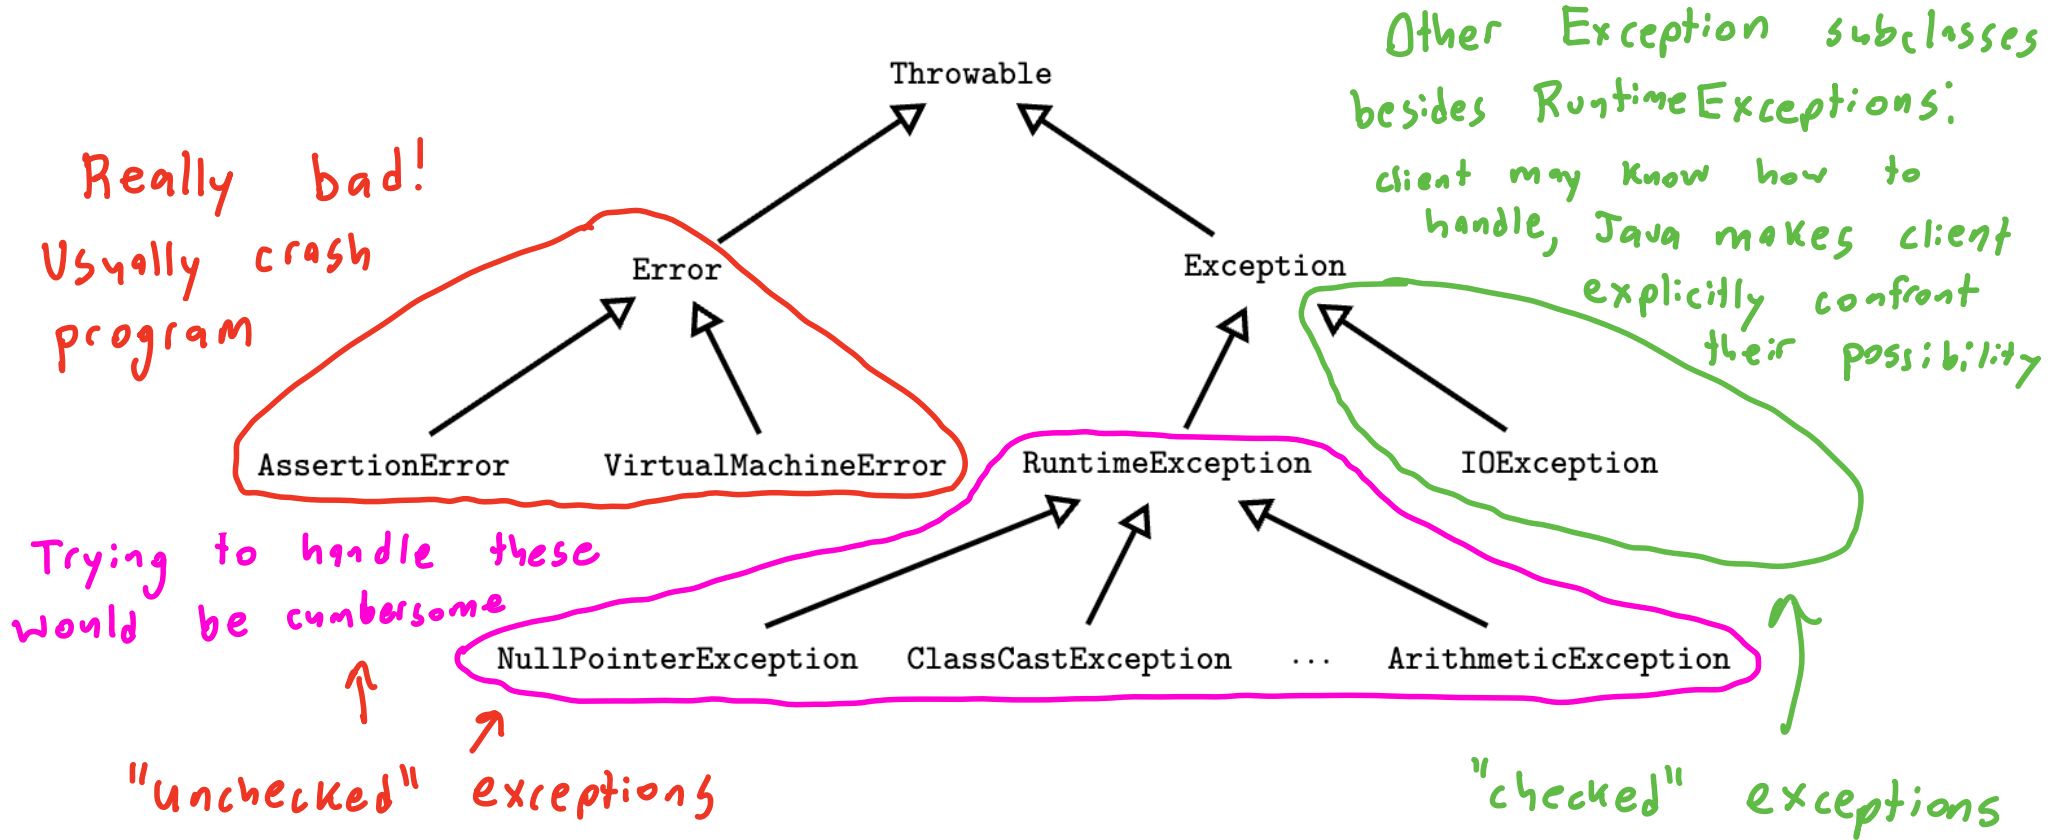 Throwable
Other Exception subclasses
besides RuntimeExceptions:
client may know how to
handle, Java makes client
explicitly confront
their possibility
Really bad!
Usually crash
program
Error
Exception
AssertionError
VirtualMachineError
RuntimeException
IOException
Trying to handle these
would be cumbersome
NullPointerException ClassCastException ... ArithmeticException
"unchecked" exceptions
"checked" exceptions